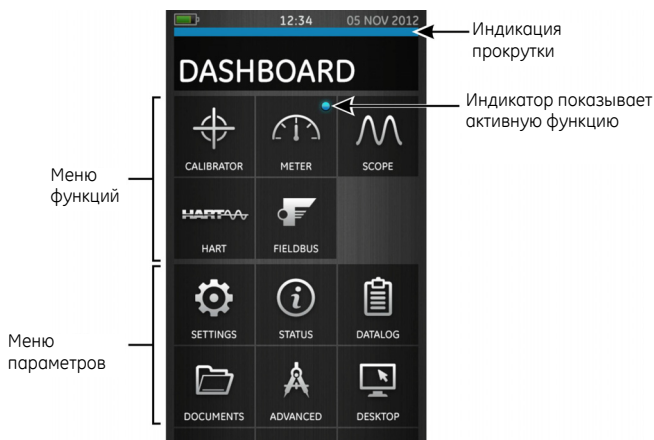 12:34 05 NOV 2012
Индикация
прокрутки
DASHBOARD
Индикатор показывает
активную функцию
Меню
функций
CALIBRATOR METER SCOPE
HART
HART FIELDBUS
Меню
параметров
SETTINGS STATUS DATALOG
DOCUMENTS ADVANCED DESKTOP